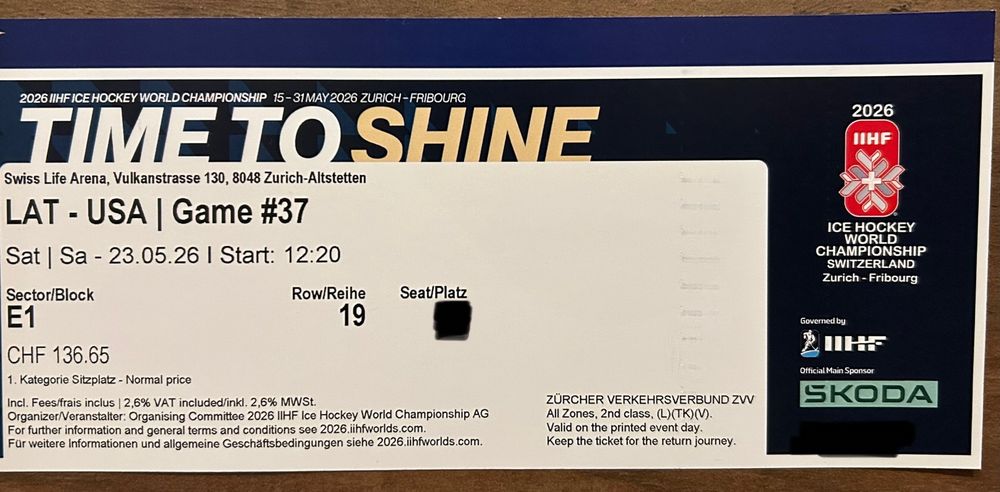 2026 IIHF ICE HOCKEY WORLD CHAMPIONSHIP 15 – 31 MAY 2026 ZURICH – FRIBOURG
TIME TO SHINE
Swiss Life Arena, Vulkanstrasse 130, 8048 Zurich-Altstetten
LAT - USA | Game #37
Sat | Sa - 23.05.26 I Start: 12:20
Sector/Block Row/Reihe Seat/Platz
E1 19
CHF 136.65
1. Kategorie Sitzplatz - Normal price
Incl. Fees/frais inclus | 2,6% VAT included/inkl. 2,6% MWSt.
Organizer/Veranstalter: Organising Committee 2026 IIHF Ice Hockey World Championship AG
For further information and general terms and conditions see 2026.iihfworlds.com.
Für weitere Informationen und allgemeine Geschäftsbedingungen siehe 2026.iihfworlds.com.
ZÜRCHER VERKEHRSVERBUND ZVV
All Zones, 2nd class, (L)(TK)(V).
Valid on the printed event day.
Keep the ticket for the return journey.
2026
IIHF
ICE HOCKEY
WORLD
CHAMPIONSHIP
SWITZERLAND
Zurich - Fribourg
Governed by
IIHF
Official Main Sponsor
ŠKODA